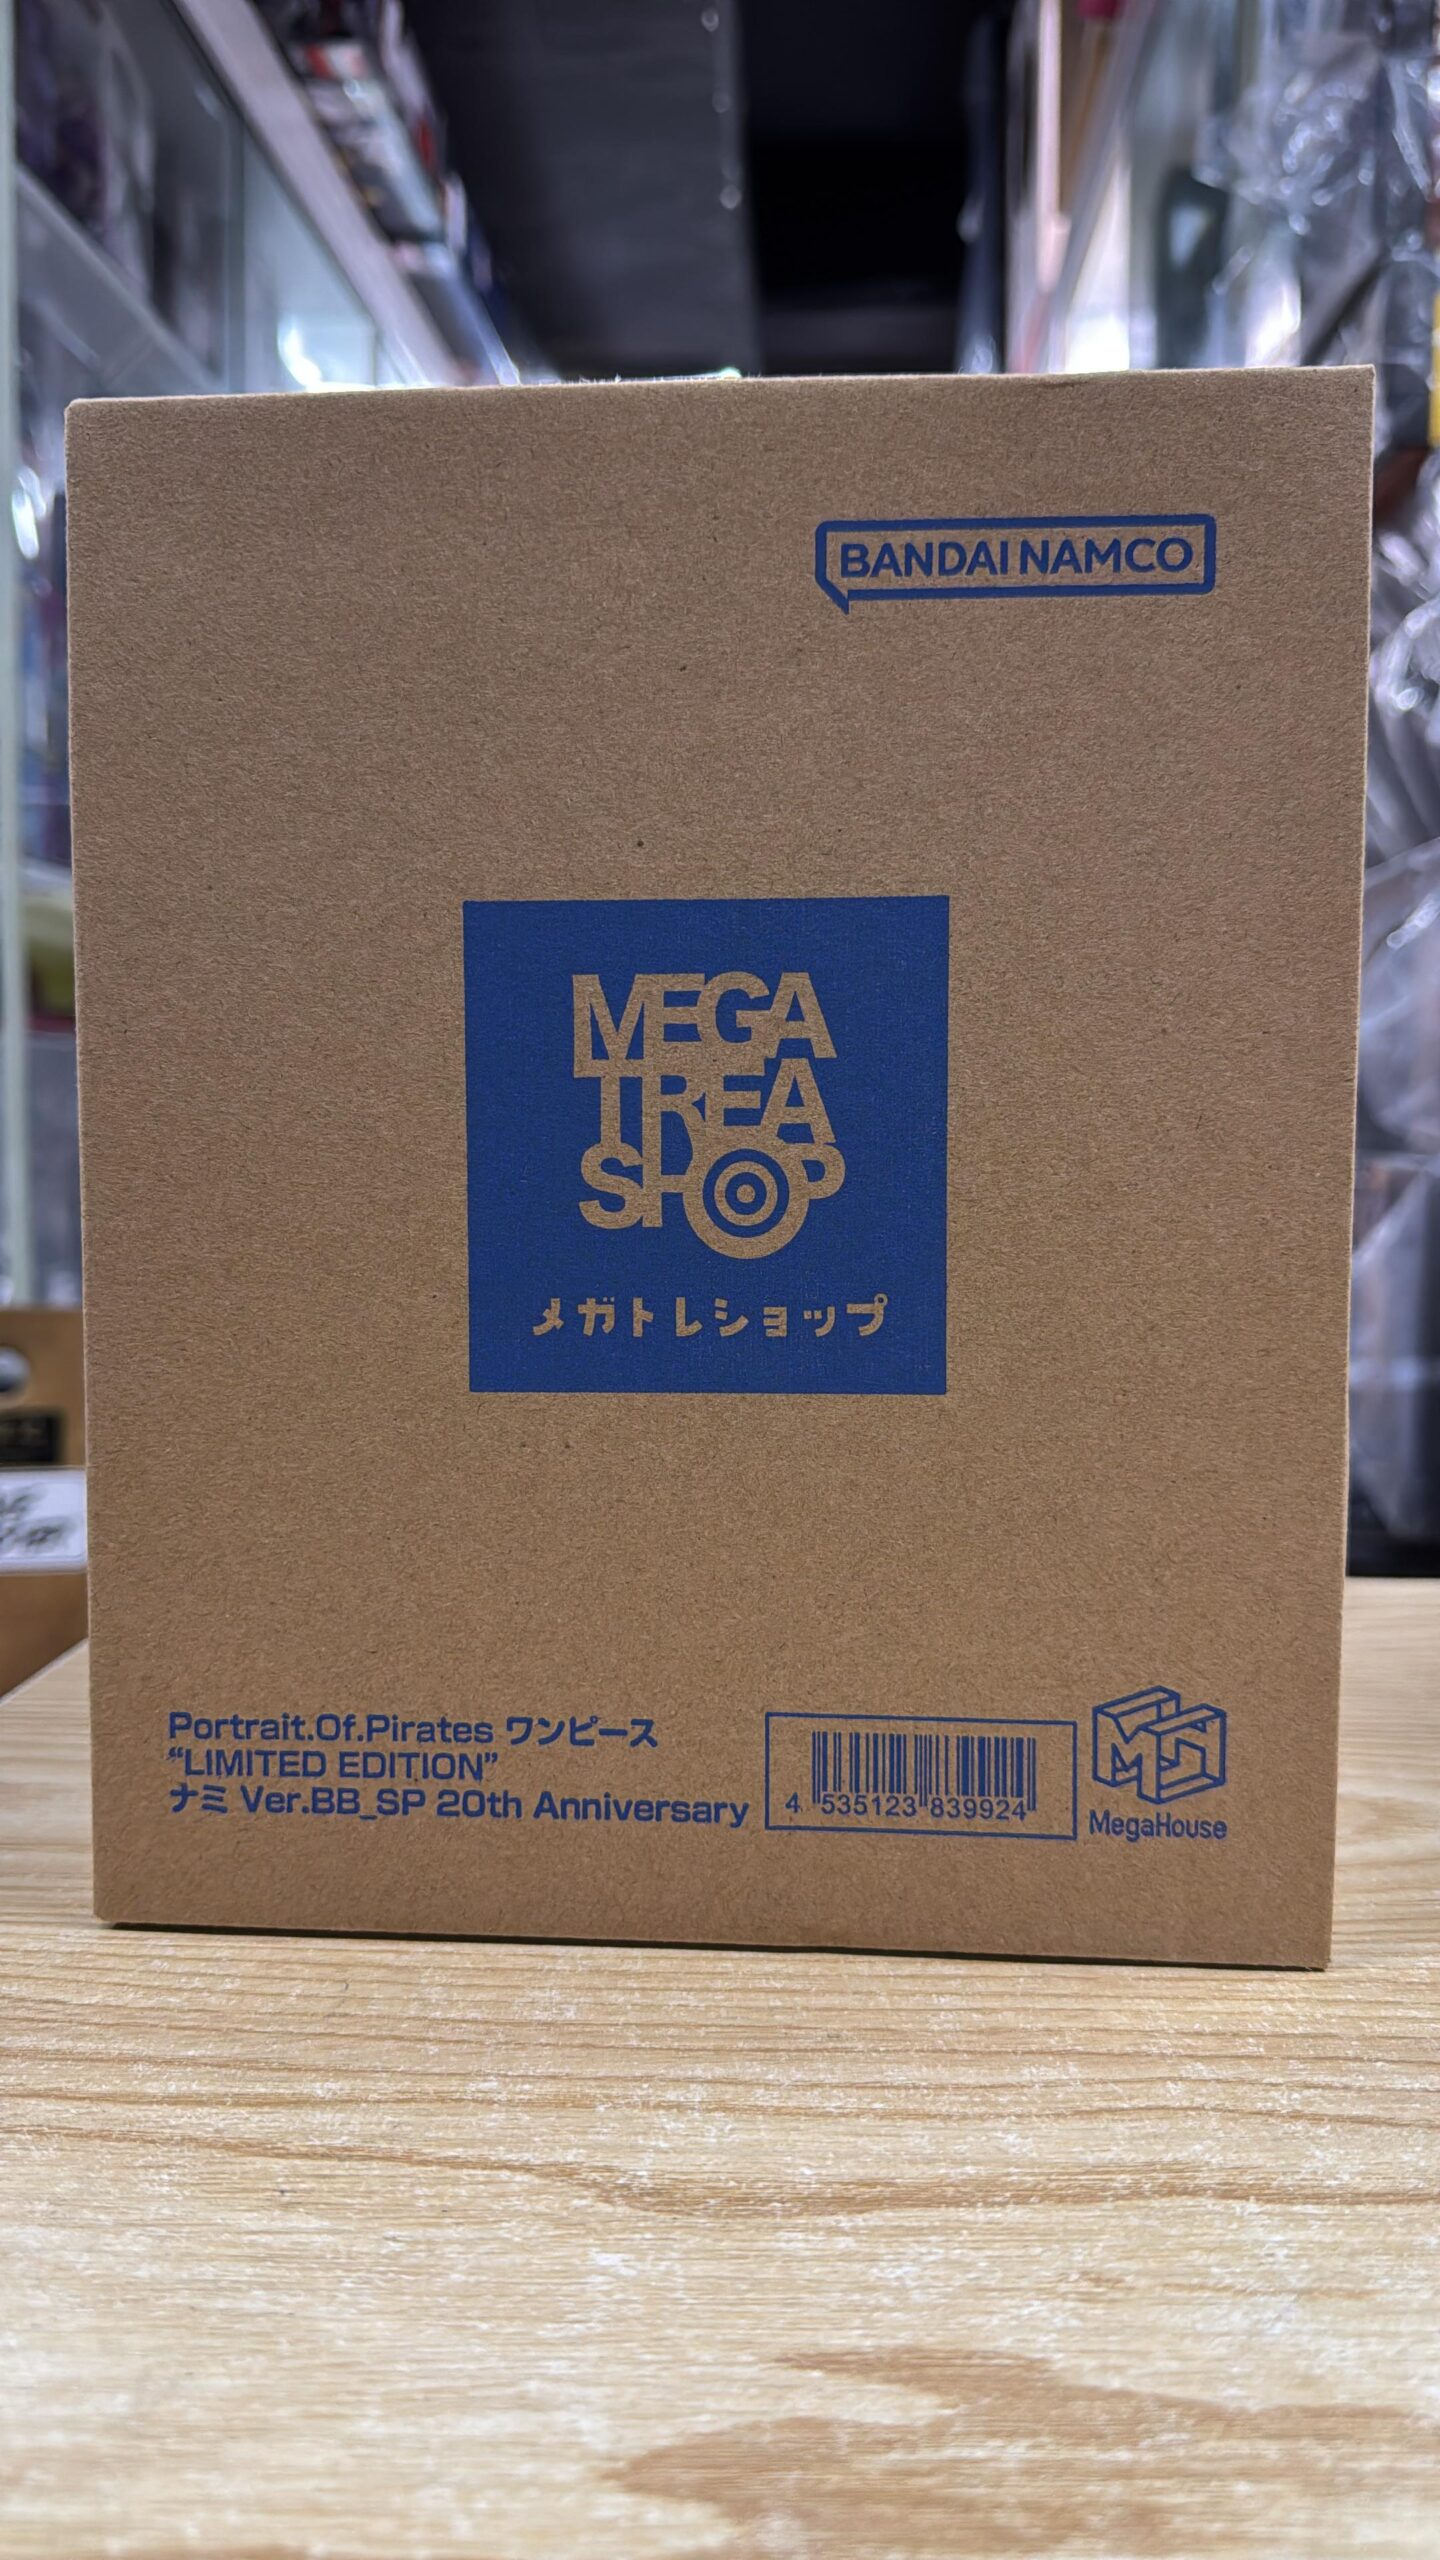 BANDAI NAMCO
MEGA
TREA
SHOP
メガトレショップ
Portrait.Of.Pirates ワンピース
“LIMITED EDITION”
ナミ Ver.BB_SP 20th Anniversary
4 535123 839924
MegaHouse